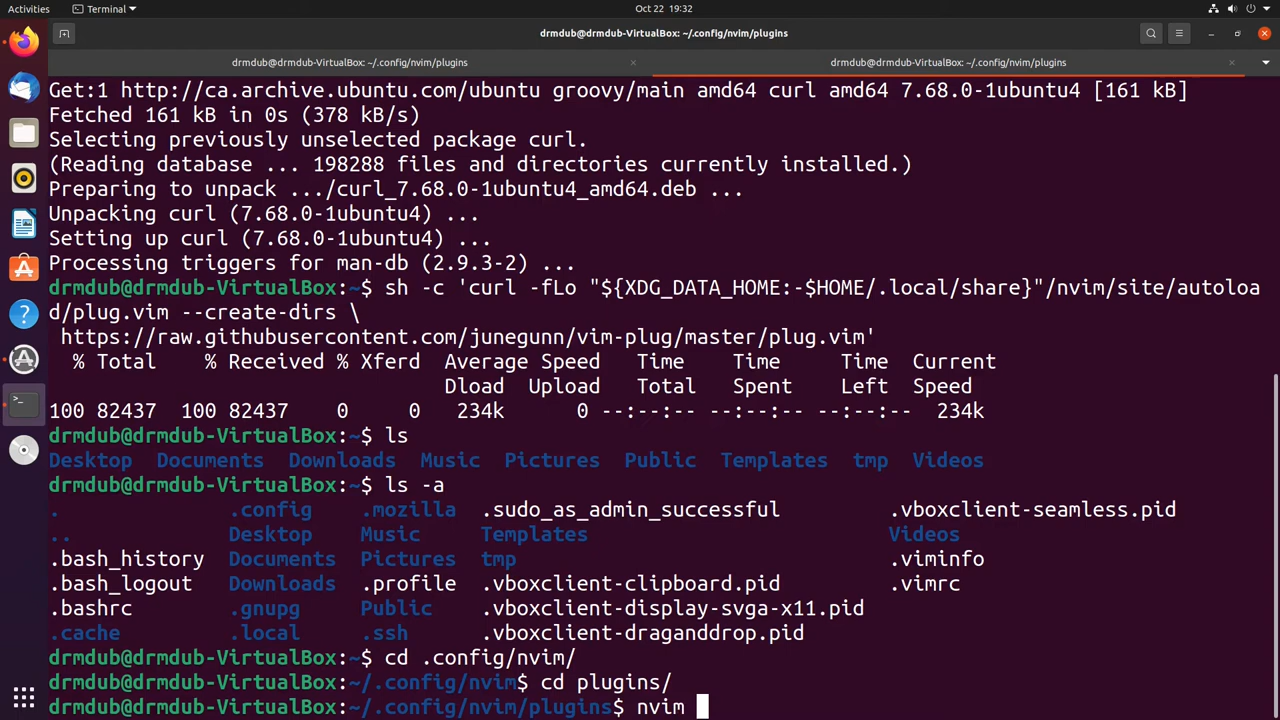 Activities Terminal Oct 22 19:32
drmdub@drmdub-VirtualBox: ~/.config/nvim/plugins
drmdub@drmdub-VirtualBox: ~/.config/nvim/plugins drmdub@drmdub-VirtualBox: ~/.config/nvim/plugins
Get:1 http://ca.archive.ubuntu.com/ubuntu groovy/main amd64 curl amd64 7.68.0-1ubuntu4 [161 kB]
Fetched 161 kB in 0s (378 kB/s)
Selecting previously unselected package curl.
(Reading database ... 198288 files and directories currently installed.)
Preparing to unpack .../curl_7.68.0-1ubuntu4_amd64.deb ...
Unpacking curl (7.68.0-1ubuntu4) ...
Setting up curl (7.68.0-1ubuntu4) ...
Processing triggers for man-db (2.9.3-2) ...
drmdub@drmdub-VirtualBox:~$ sh -c 'curl -fLo "${XDG_DATA_HOME:-$HOME/.local/share}"/nvim/site/autoloa
d/plug.vim --create-dirs \
 https://raw.githubusercontent.com/junegunn/vim-plug/master/plug.vim'
% Total % Received % Xferd Average Speed Time Time Time Current
Dload Upload Total Spent Left Speed
100 82437 100 82437 0 0 234k 0 --:--:-- --:--:-- --:--:-- 234k
drmdub@drmdub-VirtualBox:~$ ls
Desktop Documents Downloads Music Pictures Public Templates tmp Videos
drmdub@drmdub-VirtualBox:~$ ls -a
. .config .mozilla .sudo_as_admin_successful .vboxclient-seamless.pid
.. Desktop Music Templates Videos
.bash_history Documents Pictures tmp .viminfo
.bash_logout Downloads .profile .vboxclient-clipboard.pid .vimrc
.bashrc .gnupg Public .vboxclient-display-svga-x11.pid
.cache .local .ssh .vboxclient-draganddrop.pid
drmdub@drmdub-VirtualBox:~$ cd .config/nvim/
drmdub@drmdub-VirtualBox:~/.config/nvim$ cd plugins/
drmdub@drmdub-VirtualBox:~/.config/nvim/plugins$ nvim